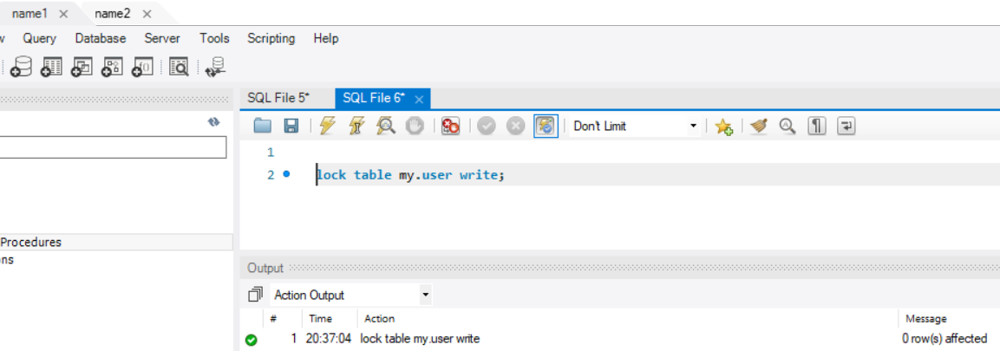 name1 name2
Query Database Server Tools Scripting Help
SQL File 5* SQL File 6*
Don't Limit
1
2 lock table my.user write;
Procedures
ns
Output
Action Output
# Time Action Message
1 20:37:04 lock table my.user write 0 row(s) affected